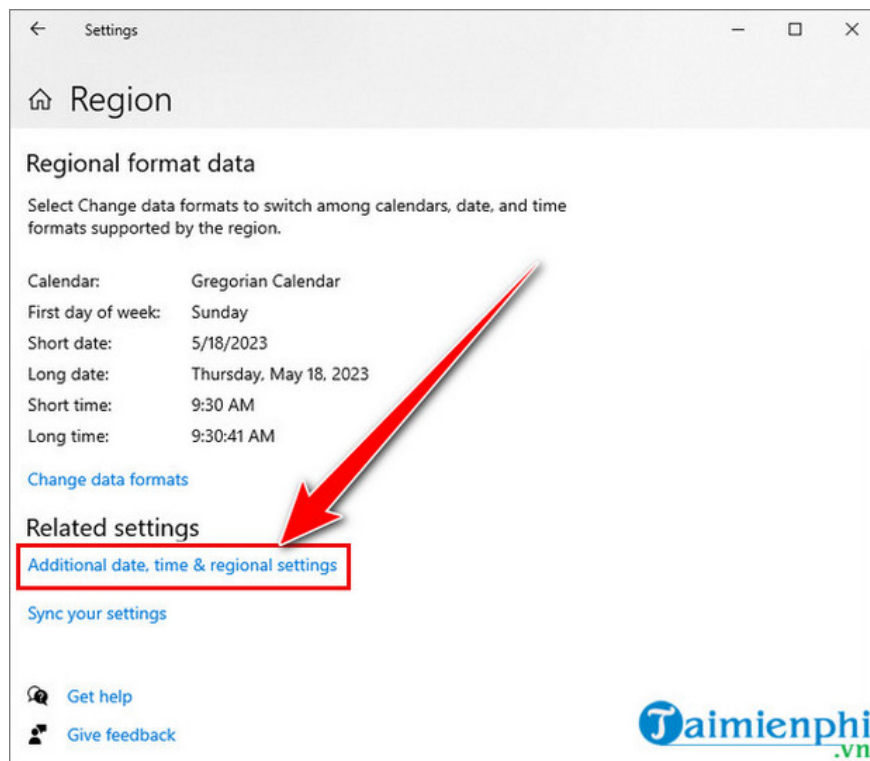 Settings
Region
Regional format data
Select Change data formats to switch among calendars, date, and time
formats supported by the region.
Calendar: Gregorian Calendar
First day of week: Sunday
Short date: 5/18/2023
Long date: Thursday, May 18, 2023
Short time: 9:30 AM
Long time: 9:30:41 AM
Change data formats
Related settings
Additional date, time & regional settings
Sync your settings
Get help
Give feedback
Taimienphi
.vn